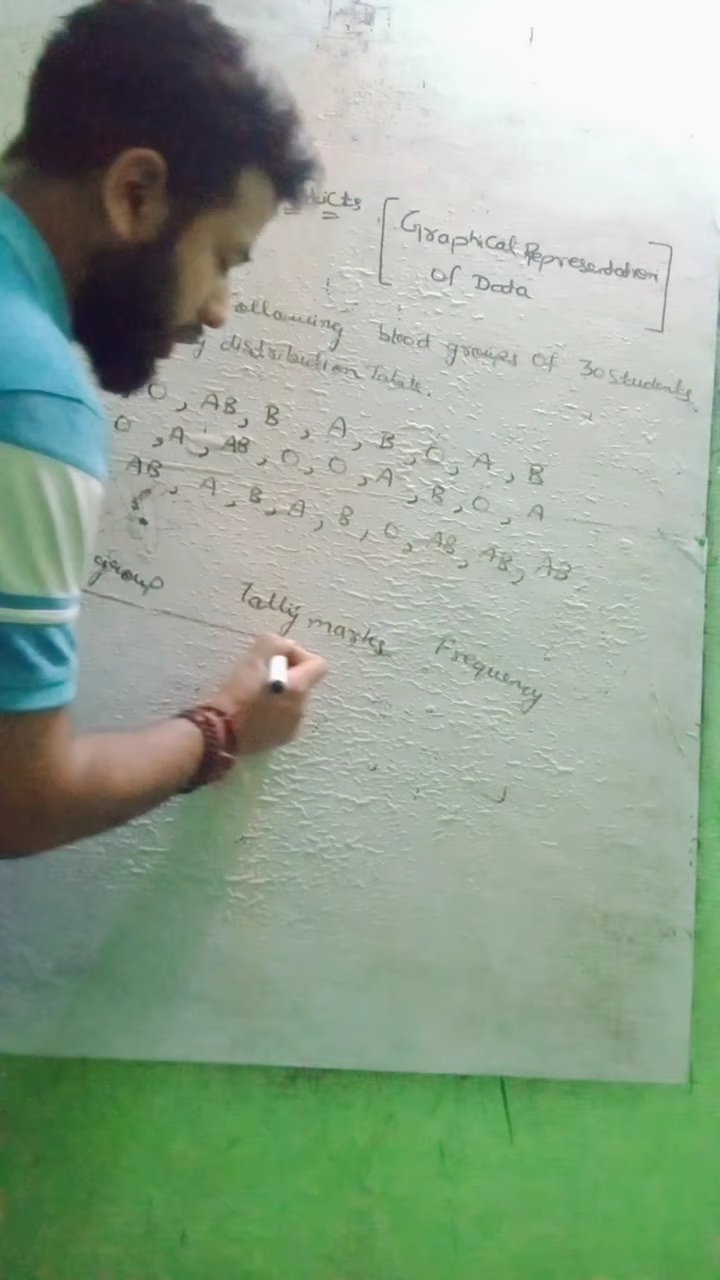 [Graphical Representation
of Data]
following blood groups of 30 students.
distribution Table.
O, AB, B, A, B, O, A, B
O, A, AB, O, O, A, B, O, A
AB, A, B, A, B, O, AB, AB, AB
group Tally marks Frequency